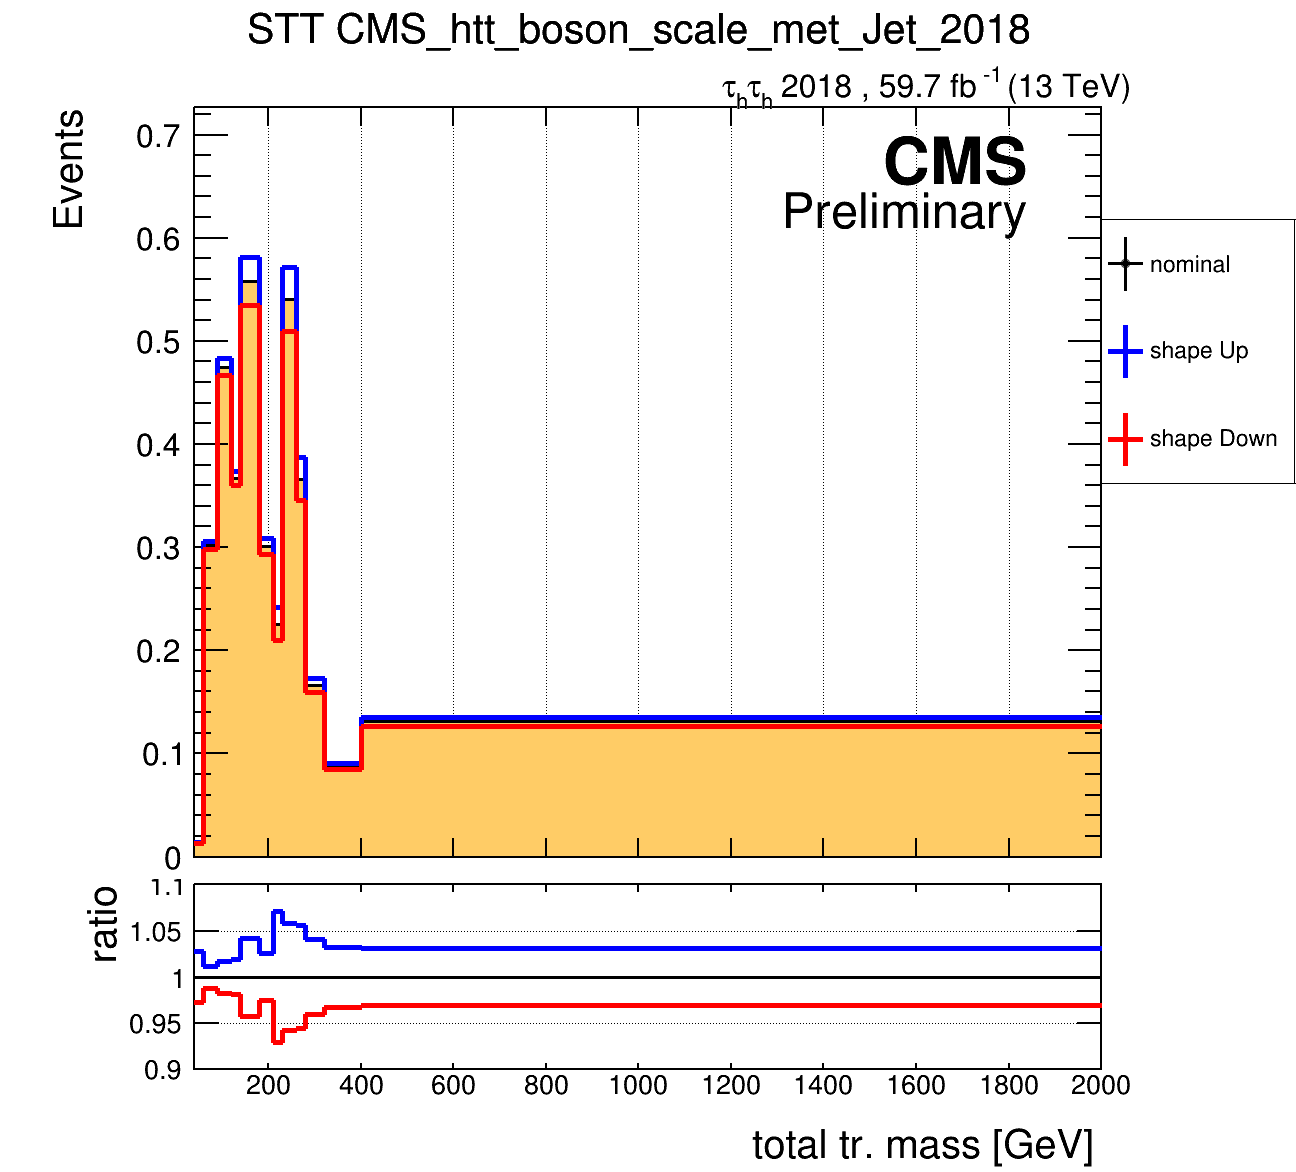 STT CMS_htt_boson_scale_met_Jet_2018
τhτh 2018 , 59.7 fb-1 (13 TeV)
Events
0.7
0.6
0.5
0.4
0.3
0.2
0.1
0
CMS
Preliminary
nominal
shape Up
shape Down
ratio
1.1
1.05
1
0.95
0.9
200 400 600 800 1000 1200 1400 1600 1800 2000
total tr. mass [GeV]